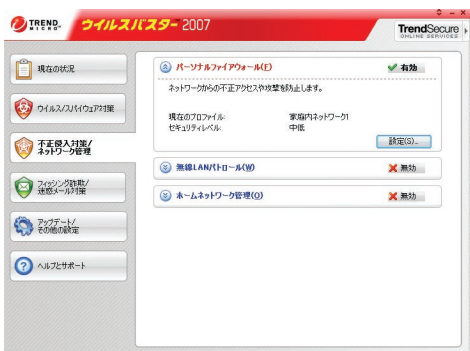 TREND MICRO ウイルスバスター 2007
TrendSecure
ONLINE SERVICES
現在の状況
ウイルス/スパイウェア対策
不正侵入対策/
ネットワーク管理
フィッシング詐欺/
迷惑メール対策
アップデート/
その他の設定
ヘルプとサポート
パーソナルファイアウォール(F)
有効
ネットワークからの不正アクセスや攻撃を防止します。
現在のプロファイル: 家庭内ネットワーク1
セキュリティレベル: 中低
設定(S)...
無線LANパトロール(W)
無効
ホームネットワーク管理(O)
無効